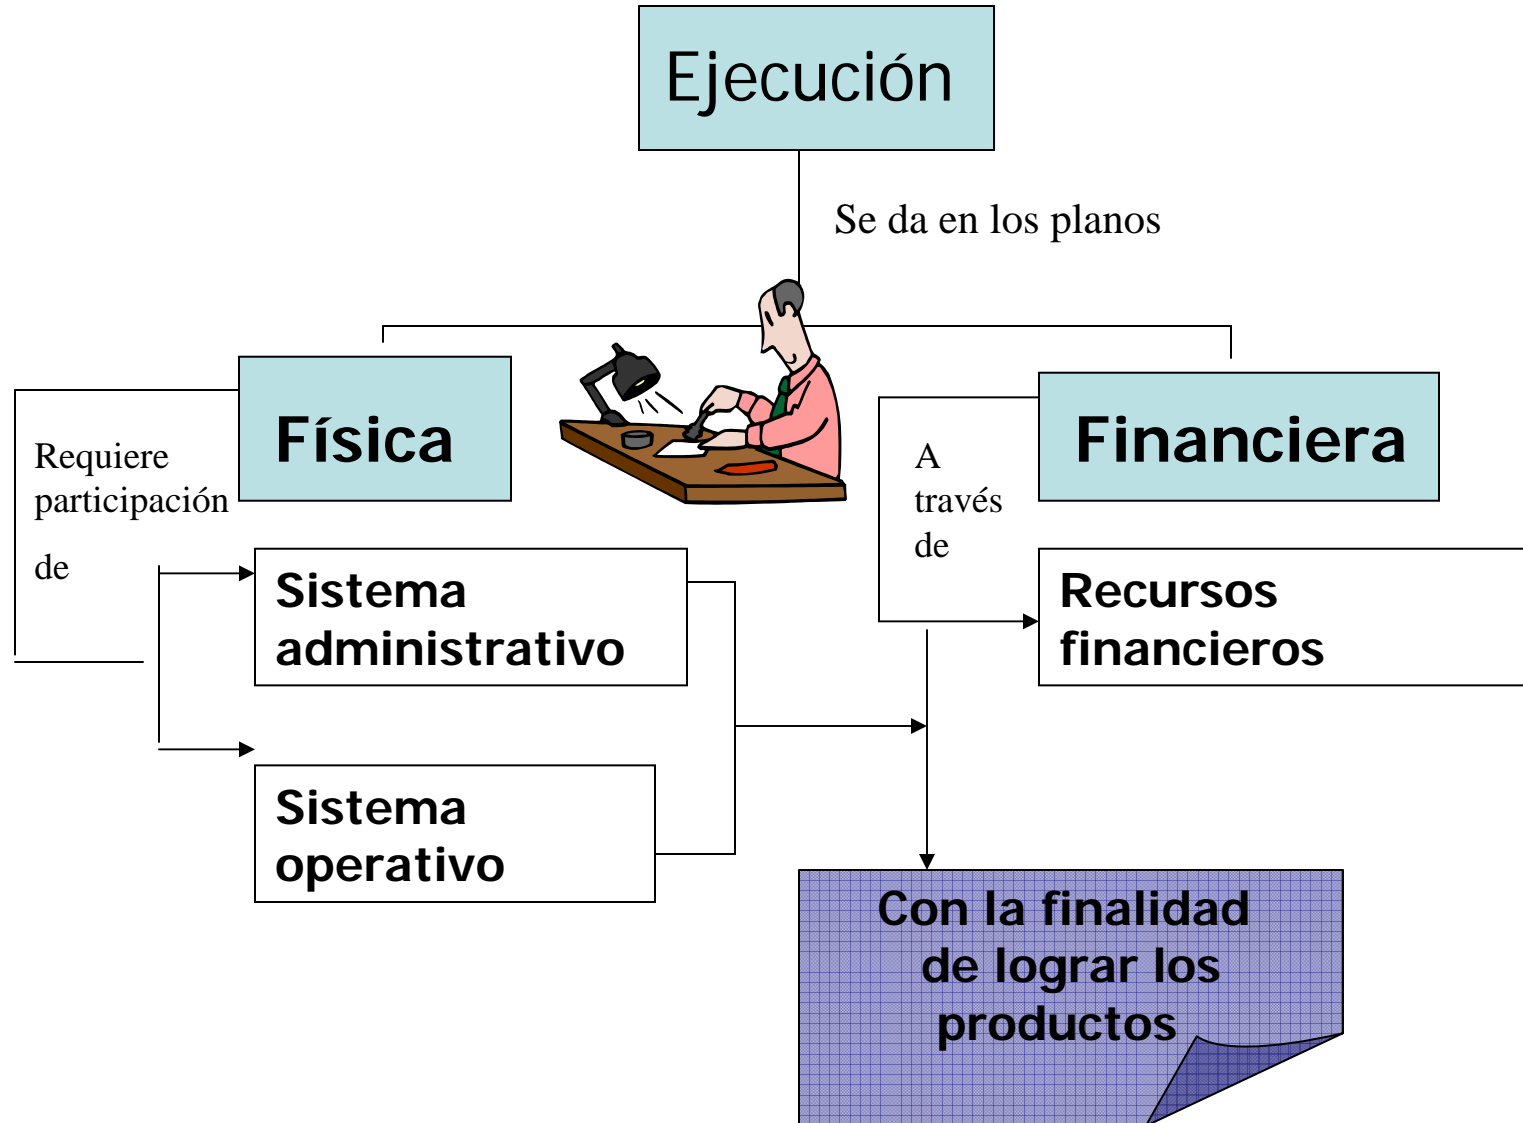 Ejecución
Se da en los planos
Física
Requiere
participación
de
Sistema
administrativo
Sistema
operativo
Financiera
A
través
de
Recursos
financieros
Con la finalidad
de lograr los
productos